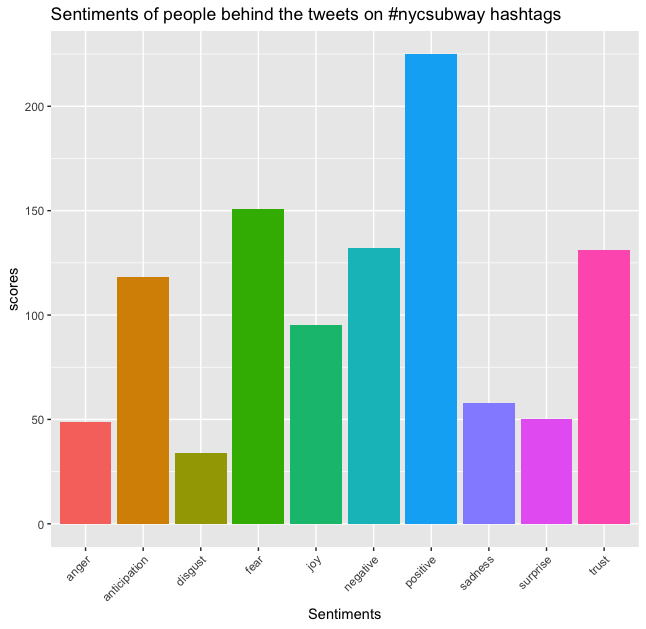 Sentiments of people behind the tweets on #nycsubway hashtags
scores
200
150
100
50
0
anger
anticipation
disgust
fear
joy
negative
positive
sadness
surprise
trust
Sentiments